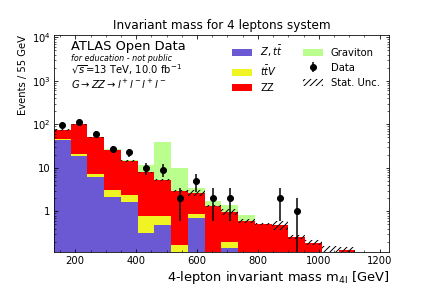 Invariant mass for 4 leptons system
Events / 55 GeV
10⁴
10³
10²
10
1
ATLAS Open Data
for education - not public
√s=13 TeV, 10.0 fb⁻¹
G→ZZ→l⁺l⁻l⁺l⁻
Z, tt̄
tt̄V
ZZ
Graviton
Data
Stat. Unc.
200 400 600 800 1000 1200
4-lepton invariant mass m₄ₗ [GeV]